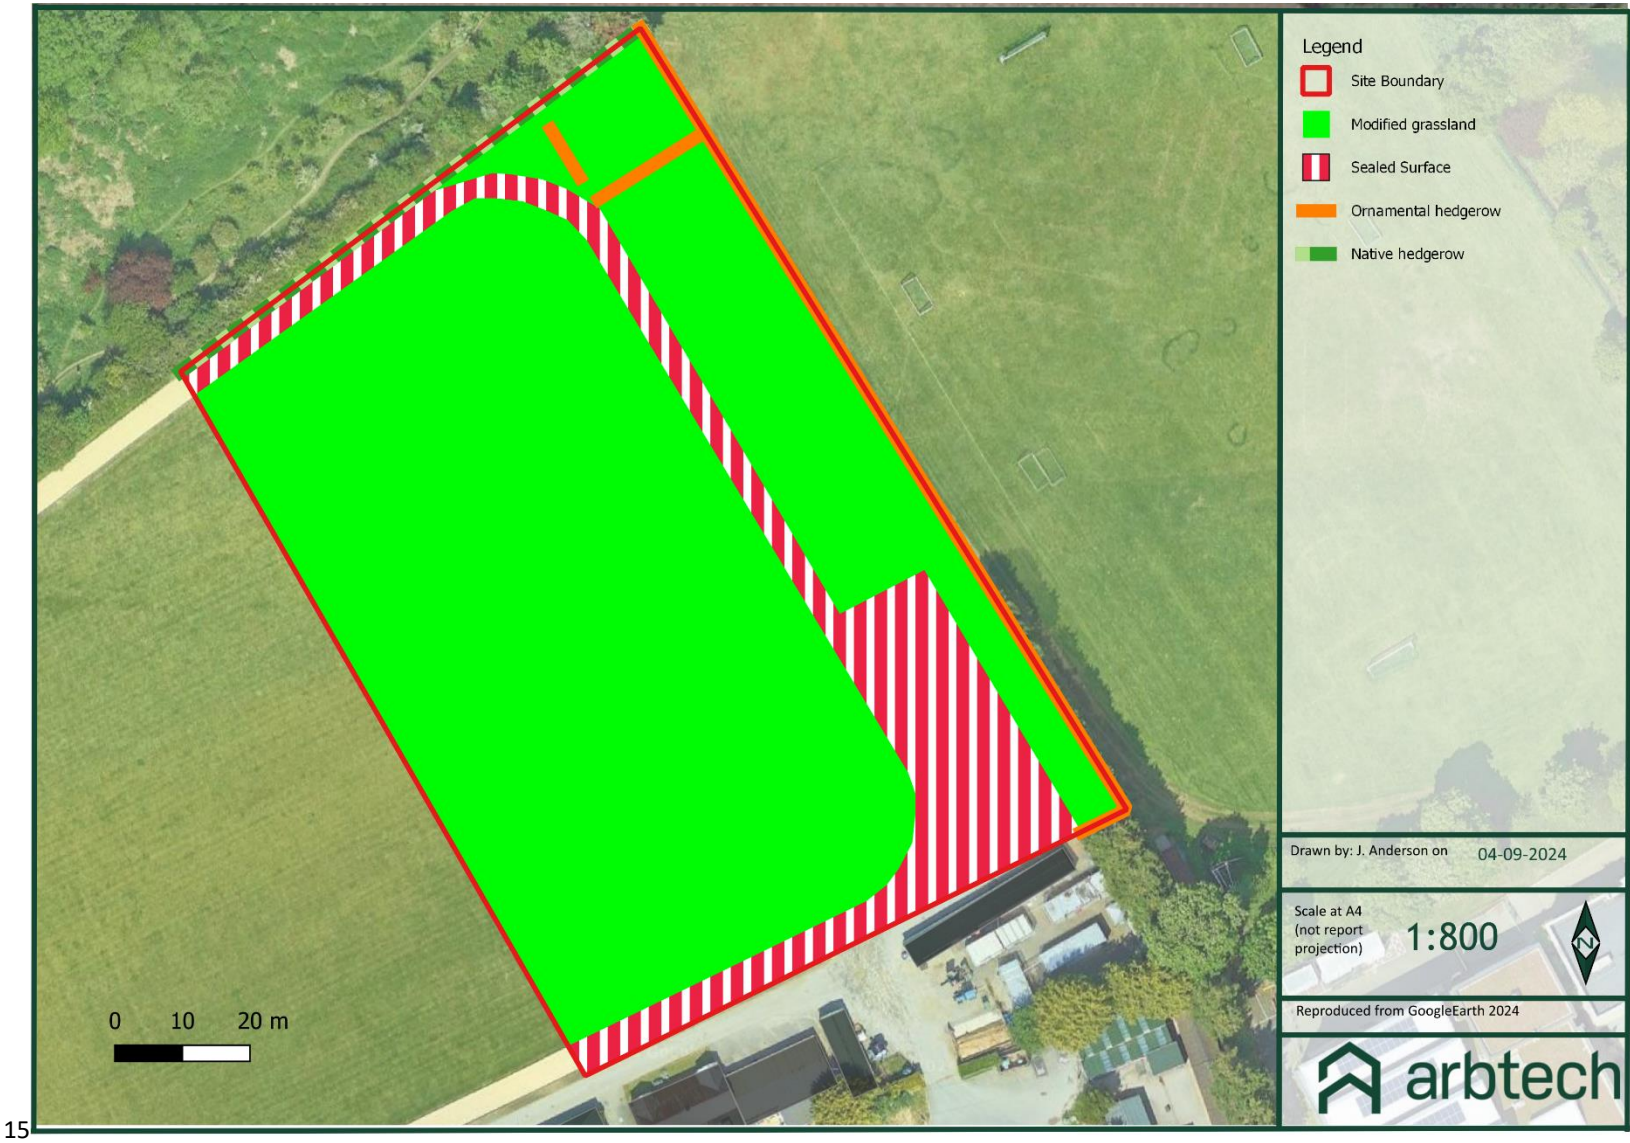 Legend
Site Boundary
Modified grassland
Sealed Surface
Ornamental hedgerow
Native hedgerow
Drawn by: J. Anderson on 04-09-2024
Scale at A4
(not report
projection)
1:800
N
Reproduced from GoogleEarth 2024
arbtech
0 10 20 m
15